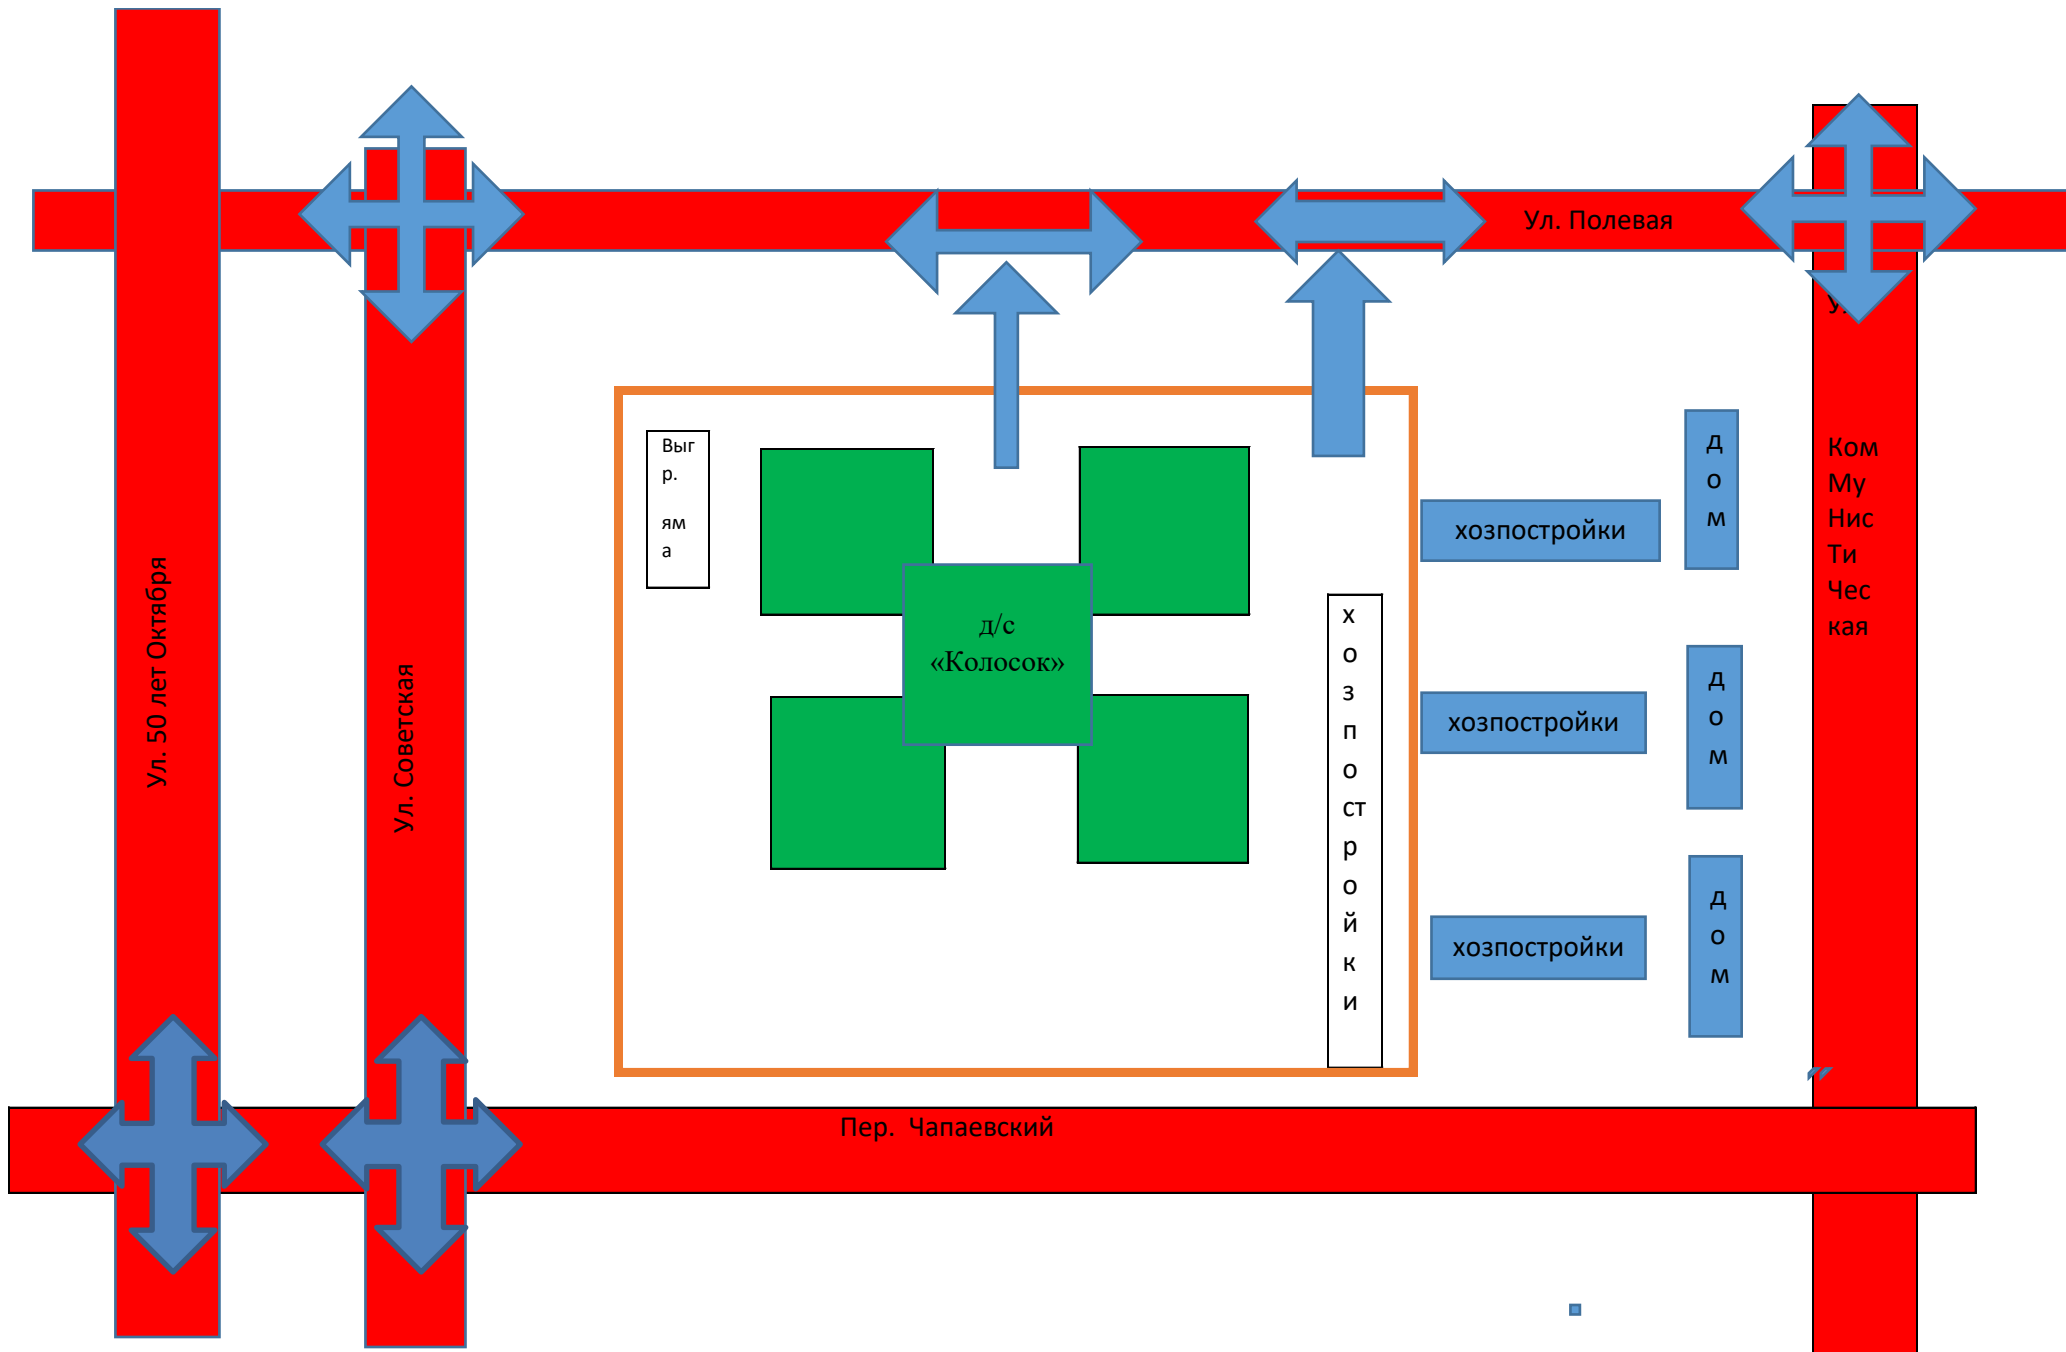 Ул. Полевая
Ул. 50 лет Октября
Ул. Советская
Выг
р.
ям
а
д/с
«Колосок»
х
о
з
п
о
ст
р
о
й
к
и
хозпостройки
хозпостройки
хозпостройки
д
о
м
д
о
м
д
о
м
Ком
Му
Нис
Ти
Чес
кая
Пер. Чапаевский